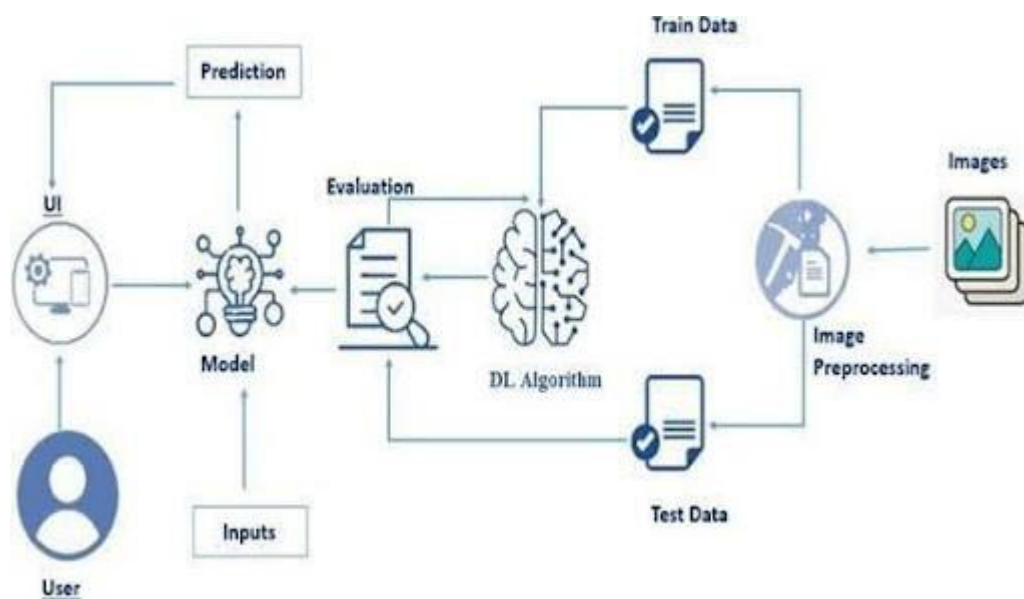 Train Data
Prediction
Images
Evaluation
UI
Image
Preprocessing
Model
DL Algorithm
Test Data
Inputs
User